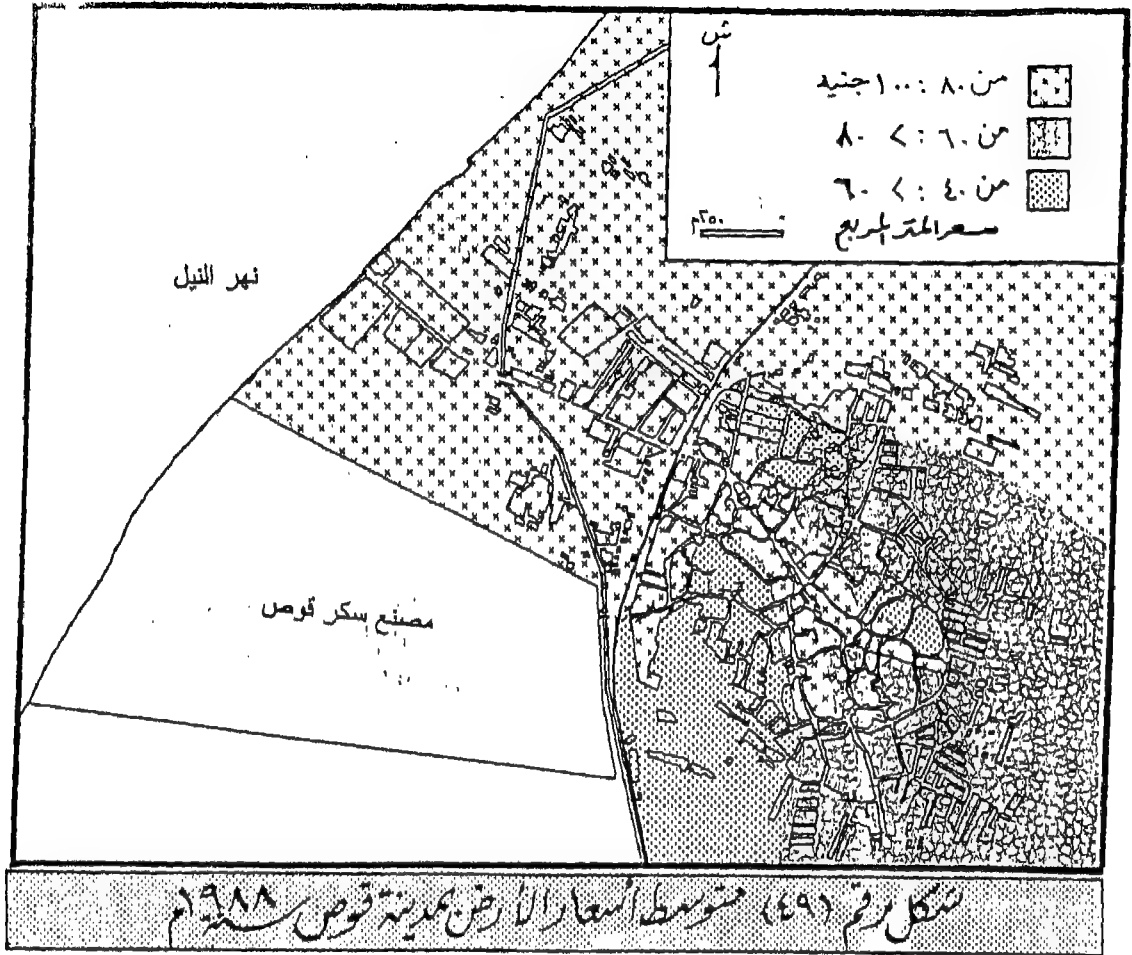 ش
من ٨٠ : ١٠٠ جنيه
من ٦٠ : < ٨٠
من ٤٠ : < ٦٠
سعر المتر المربع
٢٥٠م
نهر النيل
مصنع سكر قوص
شكل رقم (٤٩) متوسط أسعار الأرض بمدينة قوص سنة ١٩٨٨م